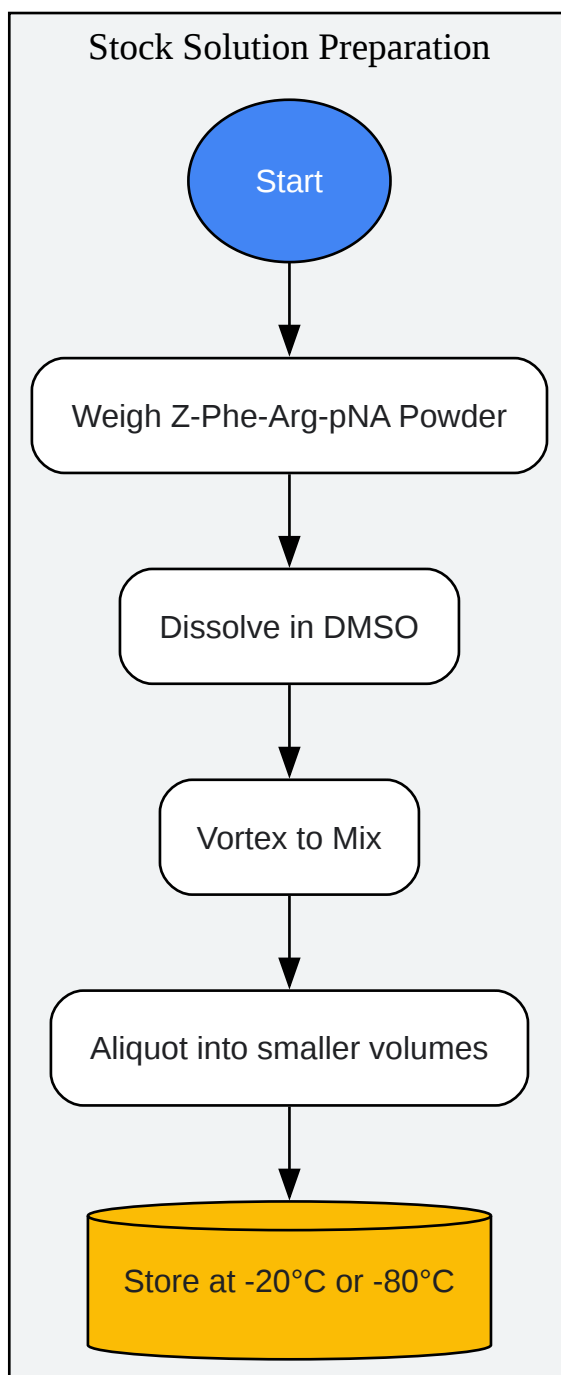 Stock Solution Preparation
Start
Weigh Z-Phe-Arg-pNA Powder
Dissolve in DMSO
Vortex to Mix
Aliquot into smaller volumes
Store at -20°C or -80°C